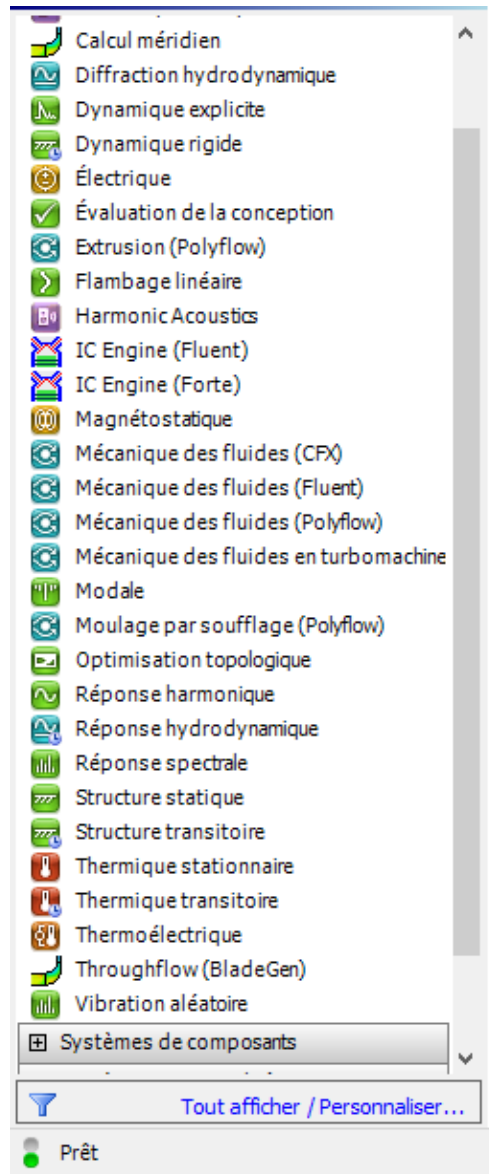 Calcul méridien
Diffraction hydrodynamique
Dynamique explicite
Dynamique rigide
Électrique
Évaluation de la conception
Extrusion (Polyflow)
Flambage linéaire
Harmonic Acoustics
IC Engine (Fluent)
IC Engine (Forte)
Magnétostatique
Mécanique des fluides (CFX)
Mécanique des fluides (Fluent)
Mécanique des fluides (Polyflow)
Mécanique des fluides en turbomachine
Modale
Moulage par soufflage (Polyflow)
Optimisation topologique
Réponse harmonique
Réponse hydrodynamique
Réponse spectrale
Structure statique
Structure transitoire
Thermique stationnaire
Thermique transitoire
Thermoélectrique
Throughflow (BladeGen)
Vibration aléatoire
Systèmes de composants
Tout afficher / Personnaliser...
Prêt